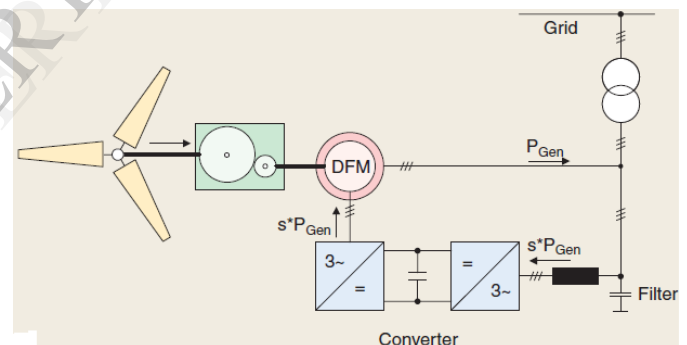 Grid
P_Gen
DFM
s*P_Gen
s*P_Gen
3~
=
=
3~
Filter
Converter